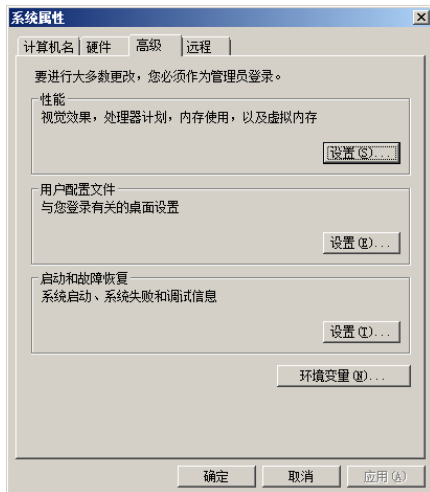 系统属性
计算机名 硬件 高级 远程
要进行大多数更改，您必须作为管理员登录。
性能
视觉效果，处理器计划，内存使用，以及虚拟内存
设置(S)...
用户配置文件
与您登录有关的桌面设置
设置(E)...
启动和故障恢复
系统启动、系统失败和调试信息
设置(T)...
环境变量(N)...
确定 取消 应用(A)